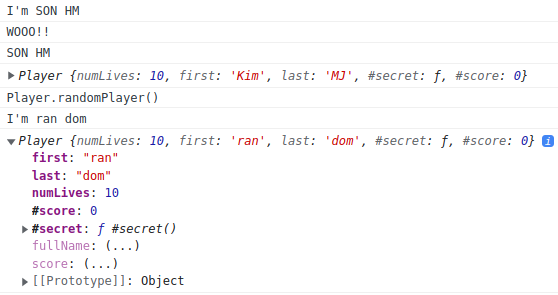 I'm SON HM
WOOO!!
SON HM
Player {numLives: 10, first: 'Kim', last: 'MJ', #secret: ƒ, #score: 0}
Player.randomPlayer()
I'm ran dom
Player {numLives: 10, first: 'ran', last: 'dom', #secret: ƒ, #score: 0} i
first: "ran"
last: "dom"
numLives: 10
#score: 0
#secret: ƒ #secret()
fullName: (...)
score: (...)
[[Prototype]]: Object